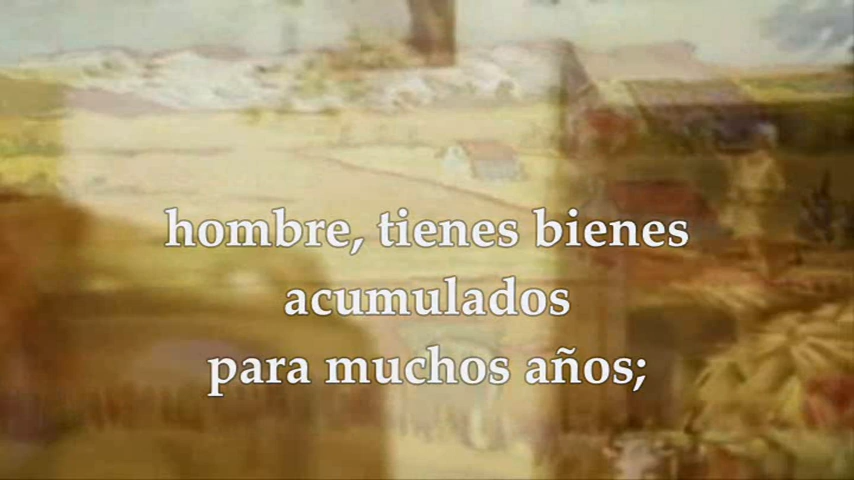 hombre, tienes bienes
acumulados
para muchos años;